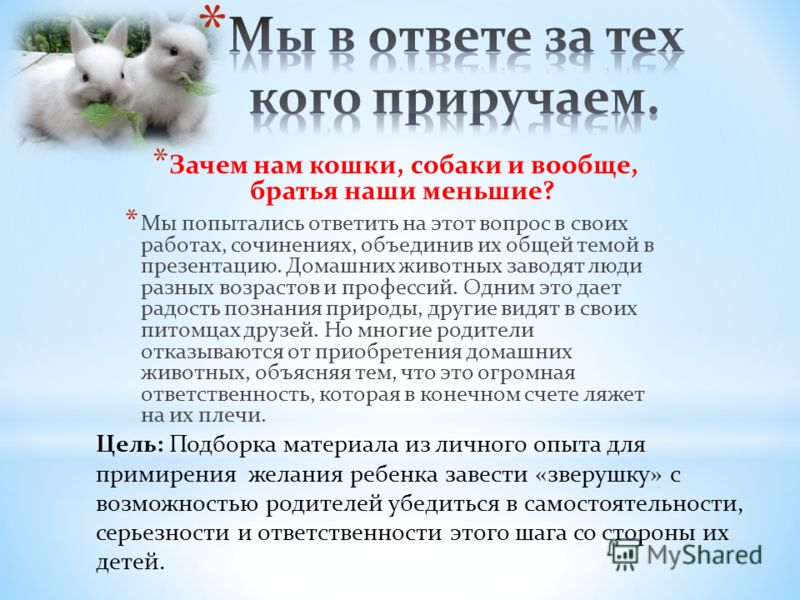 * Мы в ответе за тех
кого приручаем.
* Зачем нам кошки, собаки и вообще,
братья наши меньшие?
* Мы попытались ответить на этот вопрос в своих
работах, сочинениях, объединив их общей темой в
презентацию. Домашних животных заводят люди
разных возрастов и профессий. Одним это дает
радость познания природы, другие видят в своих
питомцах друзей. Но многие родители
отказываются от приобретения домашних
животных, объясняя тем, что это огромная
ответственность, которая в конечном счете ляжет
на их плечи.
Цель: Подборка материала из личного опыта для
примирения желания ребенка завести «зверушку» с
возможностью родителей убедиться в самостоятельности,
серьезности и ответственности этого шага со стороны их
детей.
MyShared